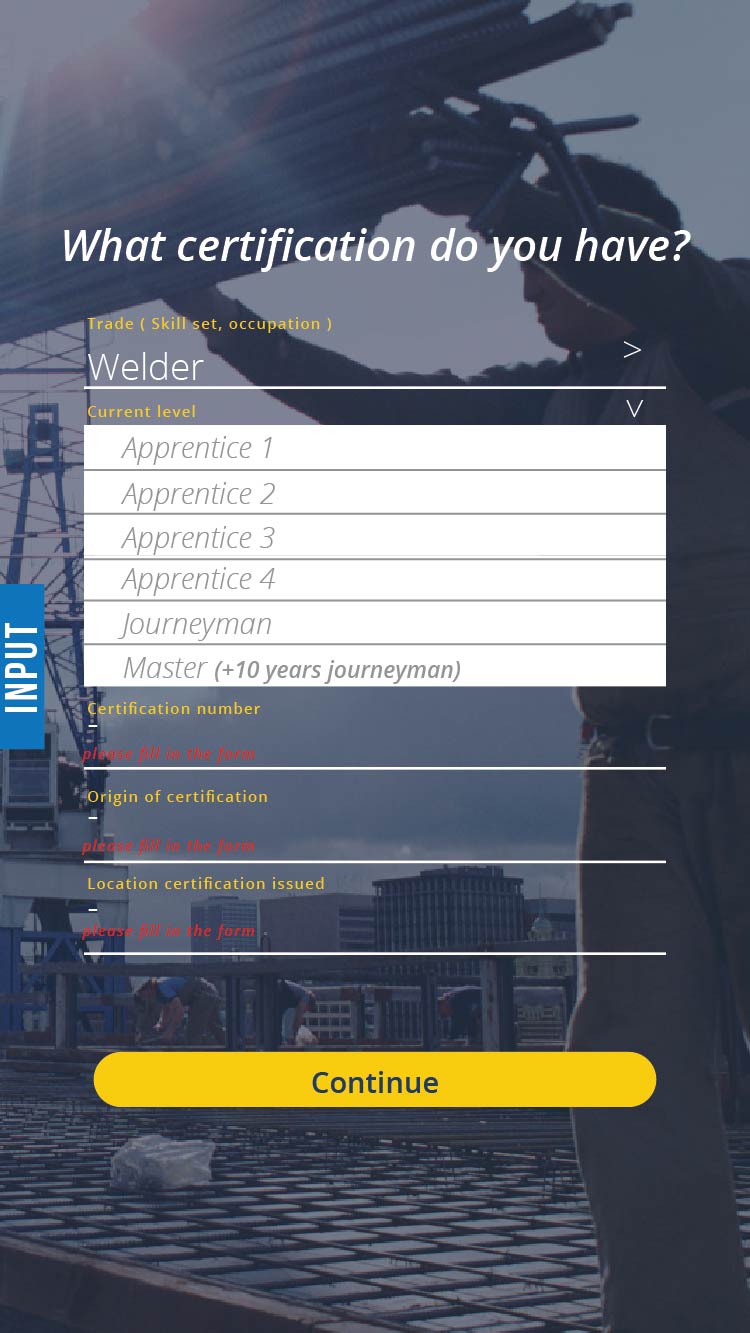 What certification do you have?
Trade ( Skill set, occupation )
Welder
>
Current level
V
Apprentice 1
Apprentice 2
Apprentice 3
Apprentice 4
Journeyman
Master (+10 years journeyman)
INPUT
Certification number
-
please fill in the form
Origin of certification
-
please fill in the form
Location certification issued
-
please fill in the form
Continue